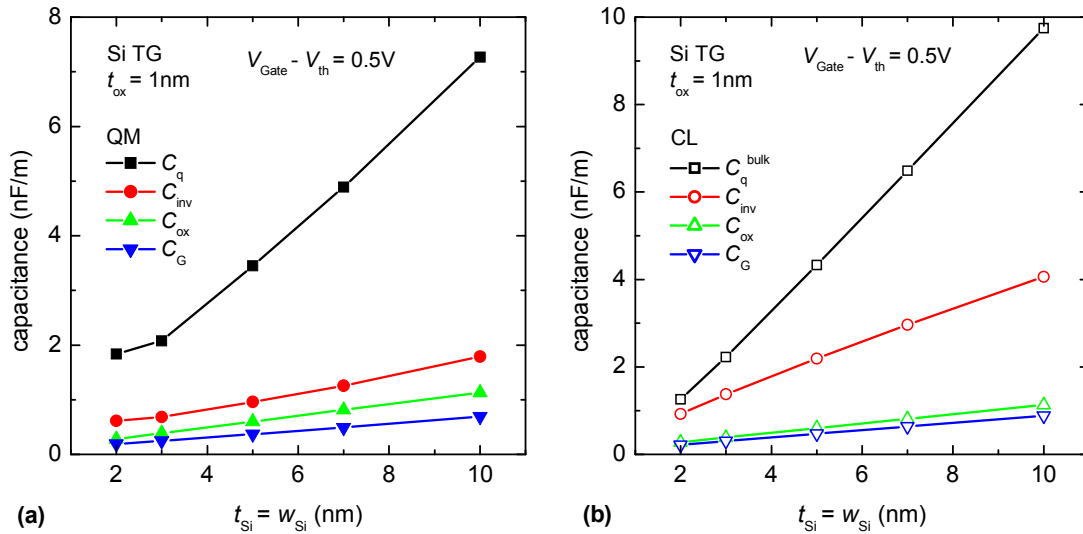 8
6
4
2
0
capacitance (nF/m)
Si TG
t_ox = 1nm
V_Gate - V_th = 0.5V
QM
C_q
C_inv
C_ox
C_G
2 4 6 8 10
(a)
t_Si = w_Si (nm)
10
8
6
4
2
0
capacitance (nF/m)
Si TG
t_ox = 1nm
V_Gate - V_th = 0.5V
CL
C_q^bulk
C_inv
C_ox
C_G
2 4 6 8 10
(b)
t_Si = w_Si (nm)